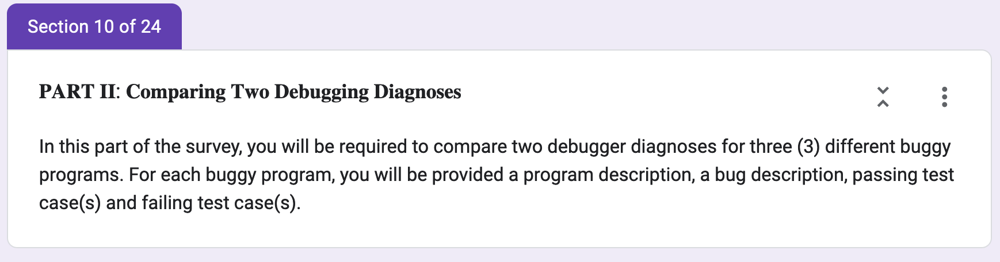 Section 10 of 24
PART II: Comparing Two Debugging Diagnoses
In this part of the survey, you will be required to compare two debugger diagnoses for three (3) different buggy
programs. For each buggy program, you will be provided a program description, a bug description, passing test
case(s) and failing test case(s).